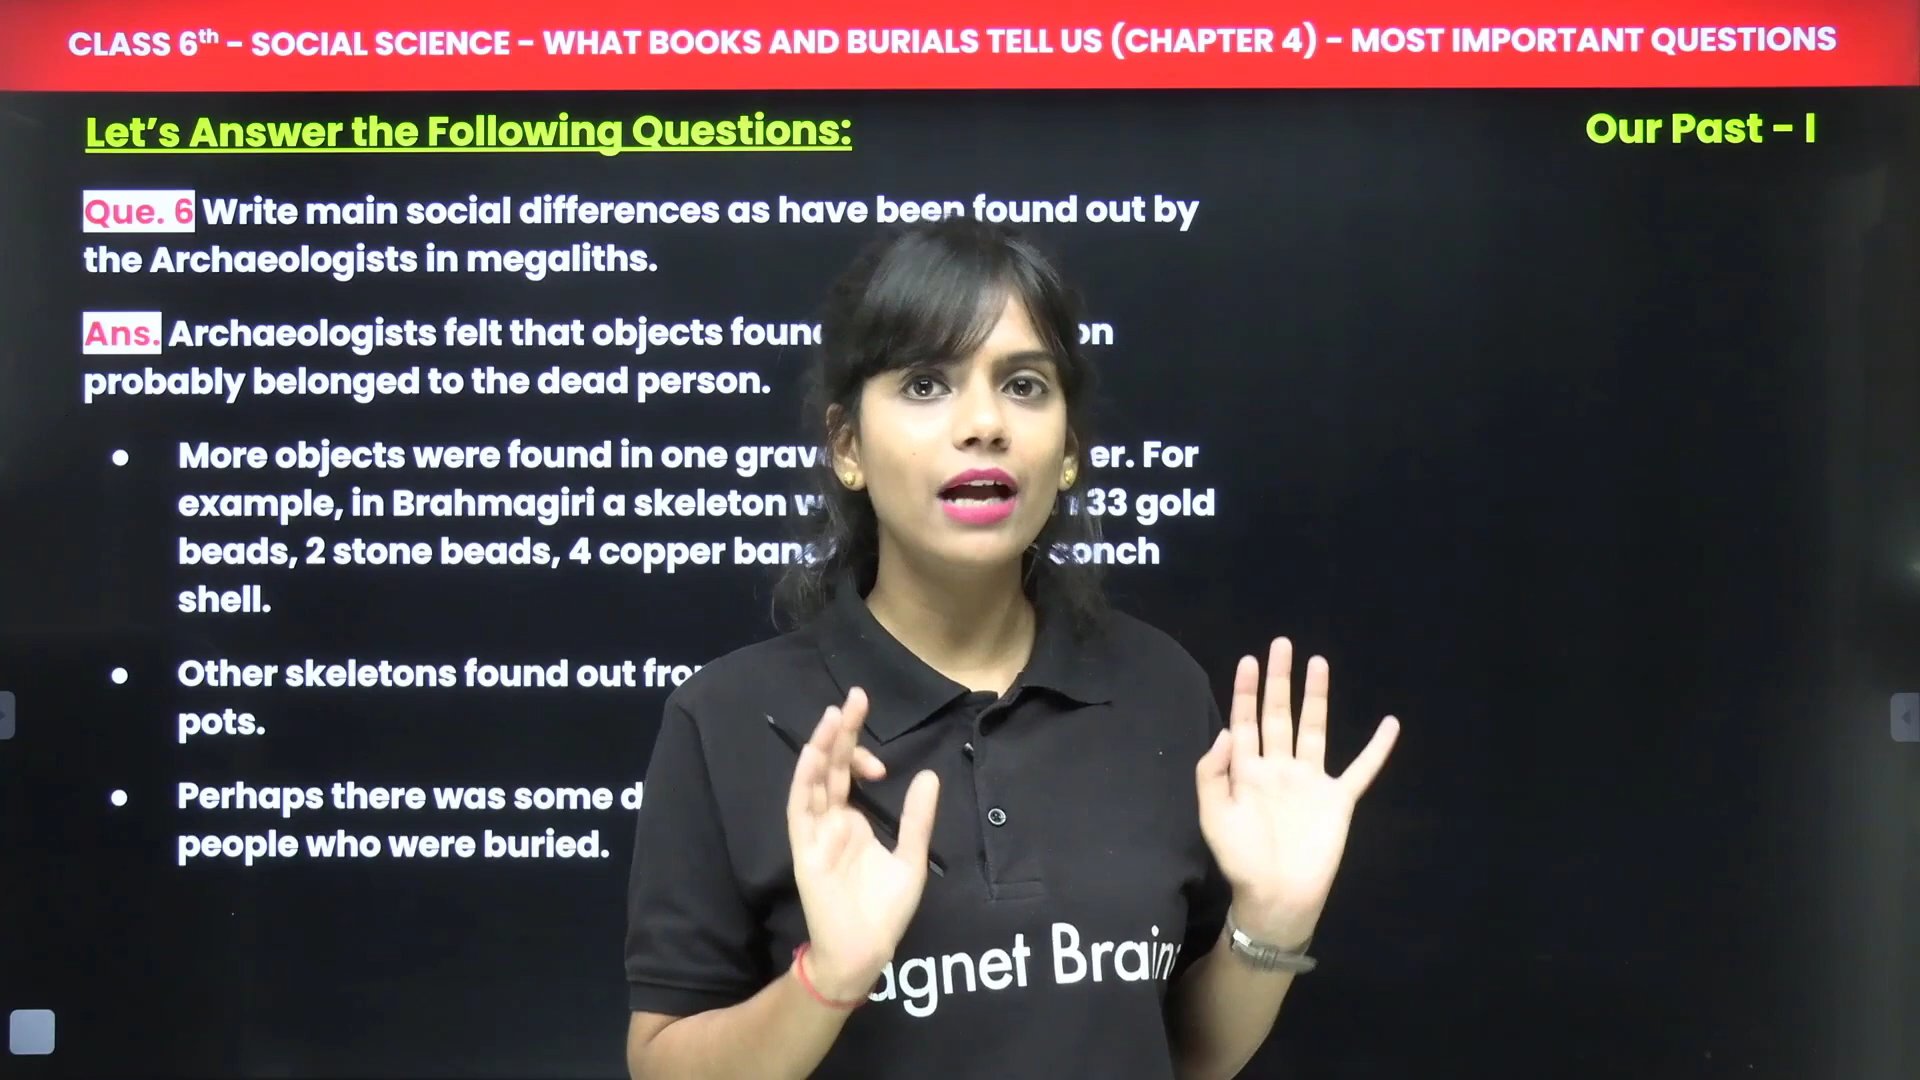 CLASS 6th - SOCIAL SCIENCE - WHAT BOOKS AND BURIALS TELL US (CHAPTER 4) - MOST IMPORTANT QUESTIONS
Let's Answer the Following Questions:
Our Past - I
Que. 6 Write main social differences as have been found out by
the Archaeologists in megaliths.
Ans. Archaeologists felt that objects
probably belonged to the dead person.
• More objects were found in one For
example, in Brahmagiri a skeleton 33 gold
beads, 2 stone beads, 4 copper conch
shell.
• Other skeletons found out
pots.
• Perhaps there was some
people who were buried.